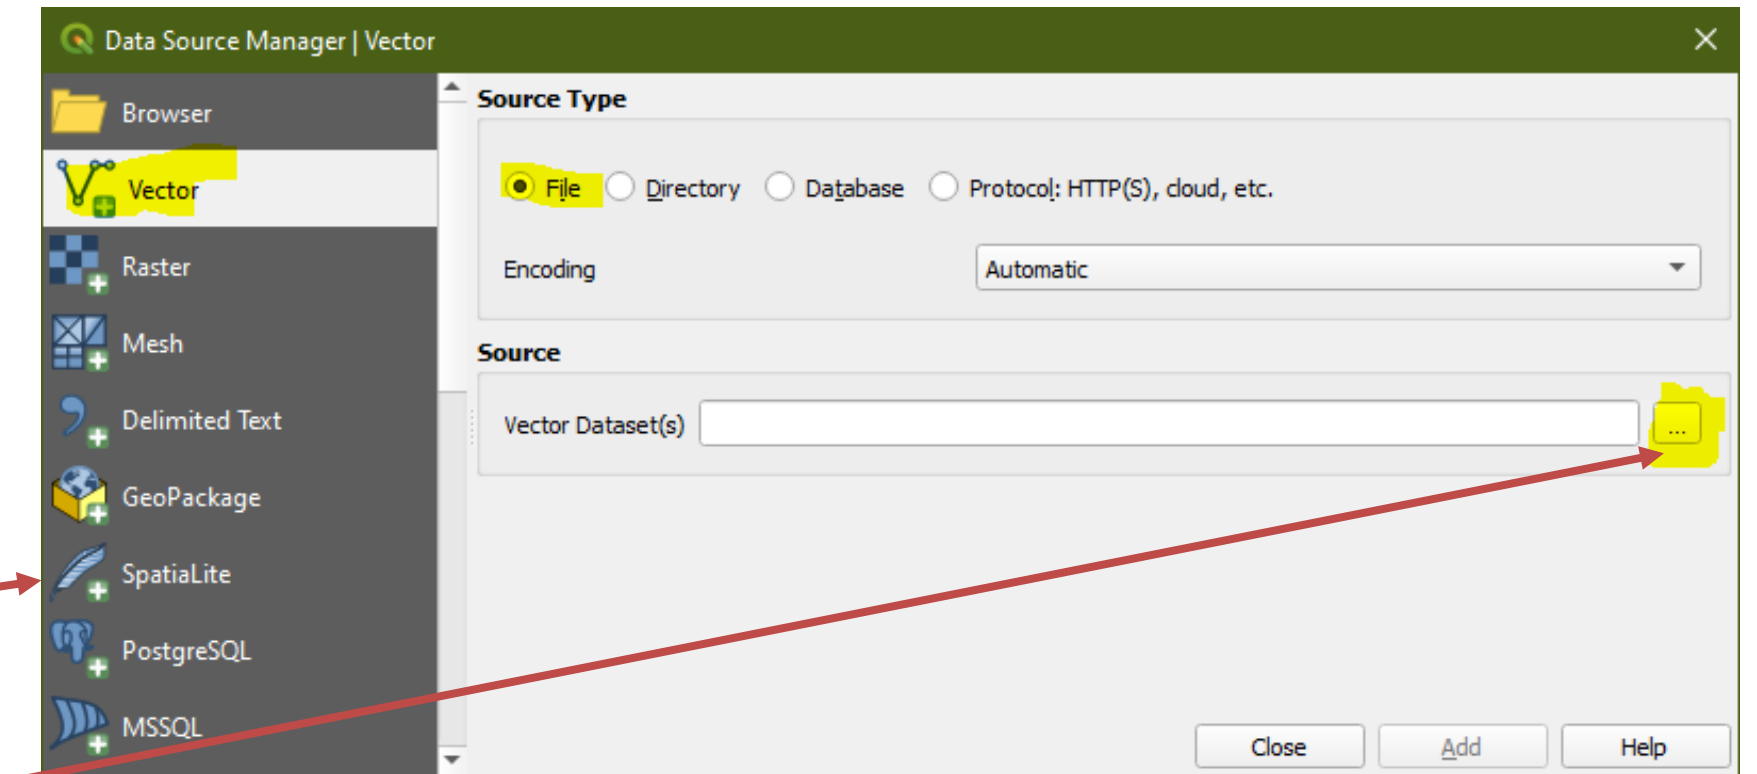 Data Source Manager | Vector
Browser
Vector
Raster
Mesh
Delimited Text
GeoPackage
SpatiaLite
PostgreSQL
MSSQL
Source Type
File Directory Database Protocol: HTTP(S), cloud, etc.
Encoding Automatic
Source
Vector Dataset(s) ...
Close Add Help